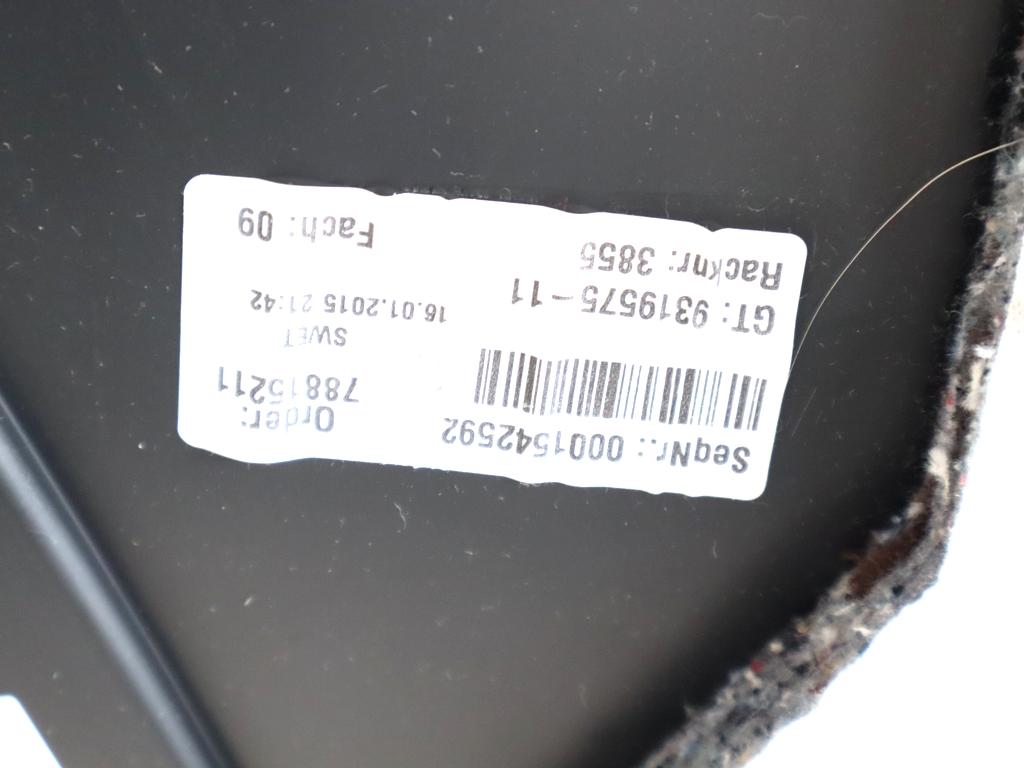 SeqNr.: 0001542592
Order:
78815211
SWET
16.01.2015 21:42
GT: 9319575-11
Racknr: 3855
Fach: 09